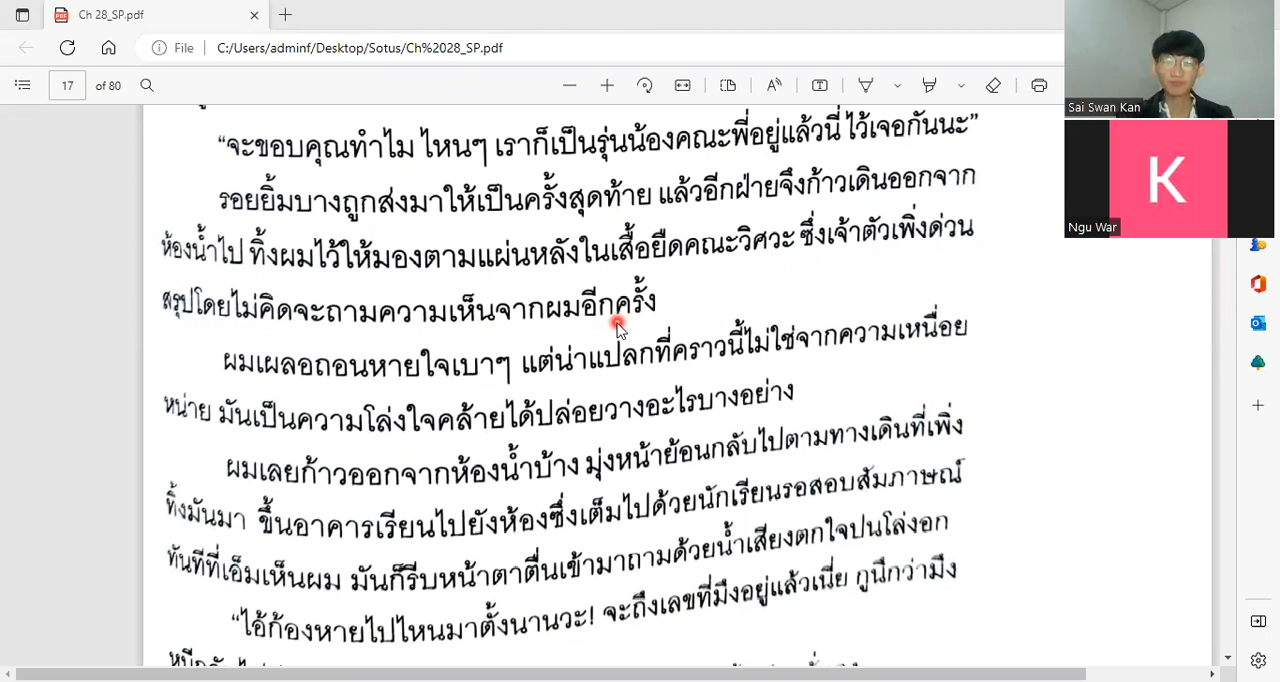 Ch 28_SP.pdf
File
C:/Users/adminf/Desktop/Sotus/Ch%2028_SP.pdf
17 of 80
Sai Swan Kan
K
Ngu War
“จะขอบคุณทำไม ไหนๆ เราก็เป็นรุ่นน้องคณะพี่อยู่แล้วนี่ ไว้เจอกันนะ”
รอยยิ้มบางถูกส่งมาให้เป็นครั้งสุดท้าย แล้วอีกฝ่ายจึงก้าวเดินออกจาก
ห้องน้ำไป ทิ้งผมไว้ให้มองตามแผ่นหลังในเสื้อยืดคณะวิศวะ ซึ่งเจ้าตัวเพิ่งด่วน
สรุปโดยไม่คิดจะถามความเห็นจากผมอีกครั้ง
ผมเผลอถอนหายใจเบาๆ แต่น่าแปลกที่คราวนี้ไม่ใช่จากความเหนื่อย
หน่าย มันเป็นความโล่งใจคล้ายได้ปล่อยวางอะไรบางอย่าง
ผมเลยก้าวออกจากห้องน้ำบ้าง มุ่งหน้าย้อนกลับไปตามทางเดินที่เพิ่ง
ทิ้งมันมา ขึ้นอาคารเรียนไปยังห้องซึ่งเต็มไปด้วยนักเรียนรอสอบสัมภาษณ์
ทันทีที่เอ็มเห็นผม มันก็รีบหน้าตาตื่นเข้ามาถามด้วยน้ำเสียงตกใจปนโล่งอก
“ไอ้ก้องหายไปไหนมาตั้งนานวะ! จะถึงเลขที่มึงอยู่แล้วเนี่ย กูนึกว่ามึง